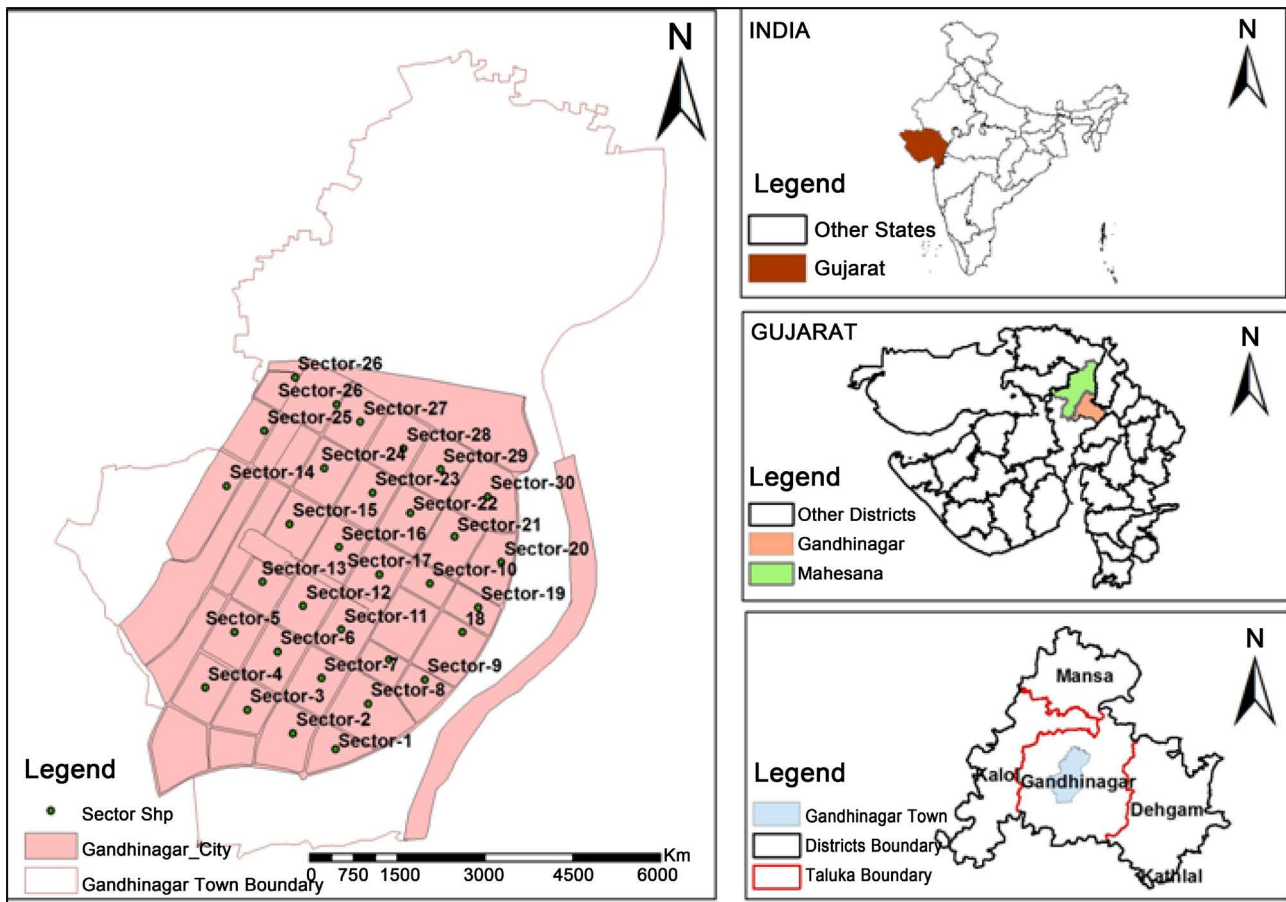 N
Sector-26
Sector-26
Sector-27
Sector-25
Sector-28
Sector-24
Sector-29
Sector-14
Sector-23
Sector-30
Sector-22
Sector-15
Sector-21
Sector-16
Sector-20
Sector-17
Sector-10
Sector-13
Sector-19
Sector-12
Sector-11
18
Sector-5
Sector-6
Sector-7
Sector-9
Sector-4
Sector-8
Sector-3
Sector-2
Sector-1
Legend
Sector Shp
Gandhinagar_City
Gandhinagar Town Boundary
Km
0 750 1500 3000 4500 6000
INDIA
N
Legend
Other States
Gujarat
GUJARAT
N
Legend
Other Districts
Gandhinagar
Mahesana
N
Mansa
Kalol
Gandhinagar
Dehgam
Kathlal
Legend
Gandhinagar Town
Districts Boundary
Taluka Boundary